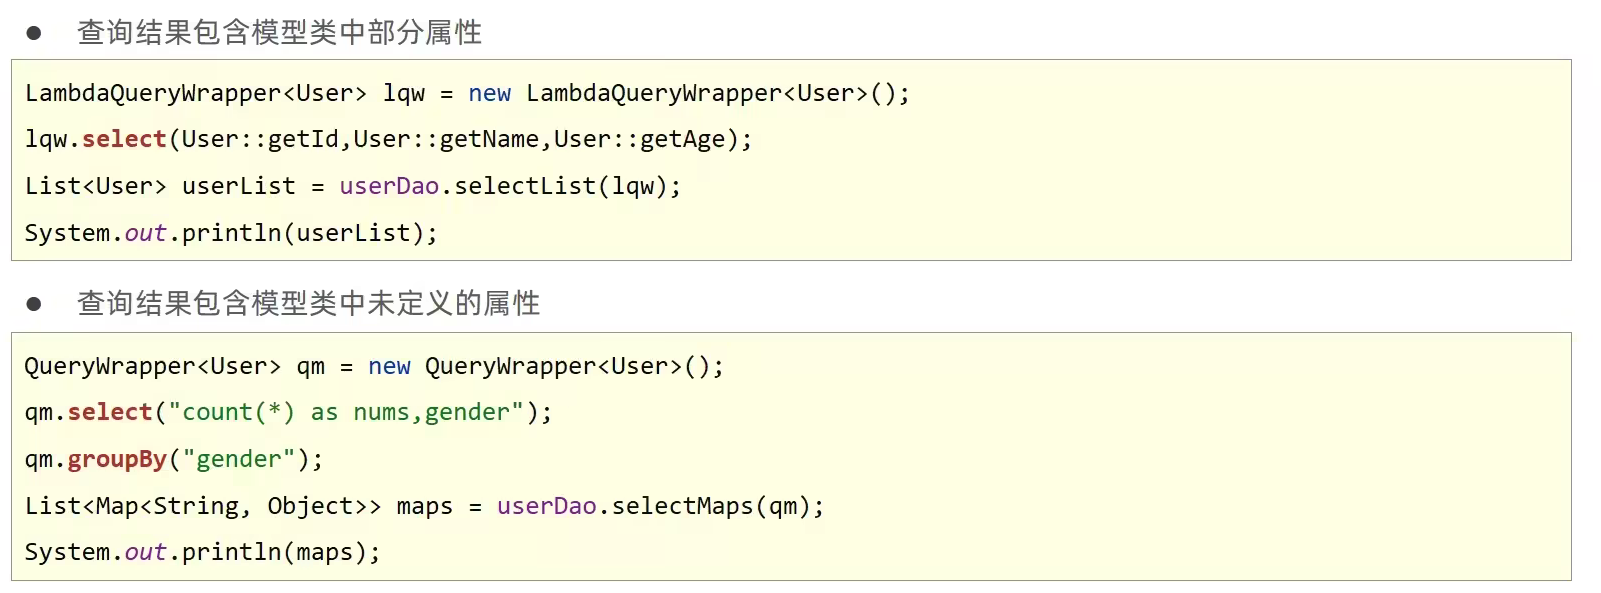 ● 查询结果包含模型类中部分属性
LambdaQueryWrapper<User> lqw = new LambdaQueryWrapper<User>();
lqw.select(User::getId,User::getName,User::getAge);
List<User> userList = userDao.selectList(lqw);
System.out.println(userList);
● 查询结果包含模型类中未定义的属性
QueryWrapper<User> qm = new QueryWrapper<User>();
qm.select("count(*) as nums,gender");
qm.groupBy("gender");
List<Map<String, Object>> maps = userDao.selectMaps(qm);
System.out.println(maps);